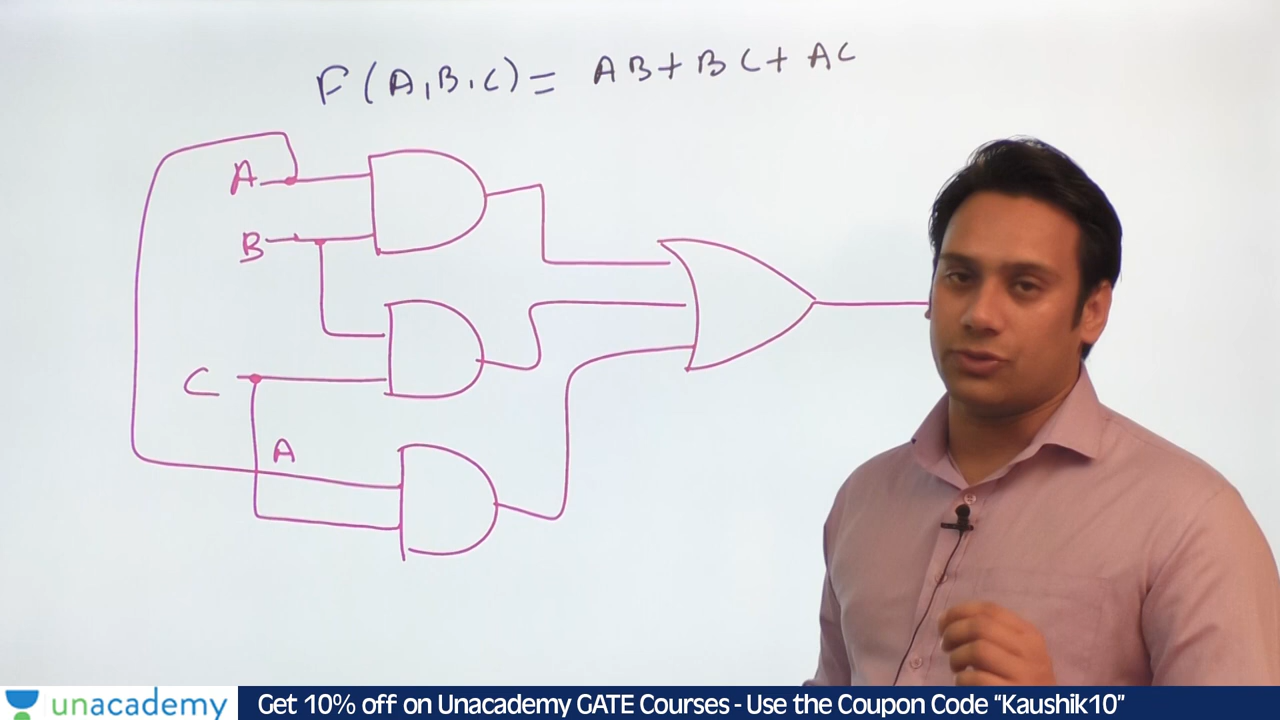 F(A,B,C)= AB+BC+AC
A
B
C
A
unacademy
Get 10% off on Unacademy GATE Courses - Use the Coupon Code “Kaushik10”